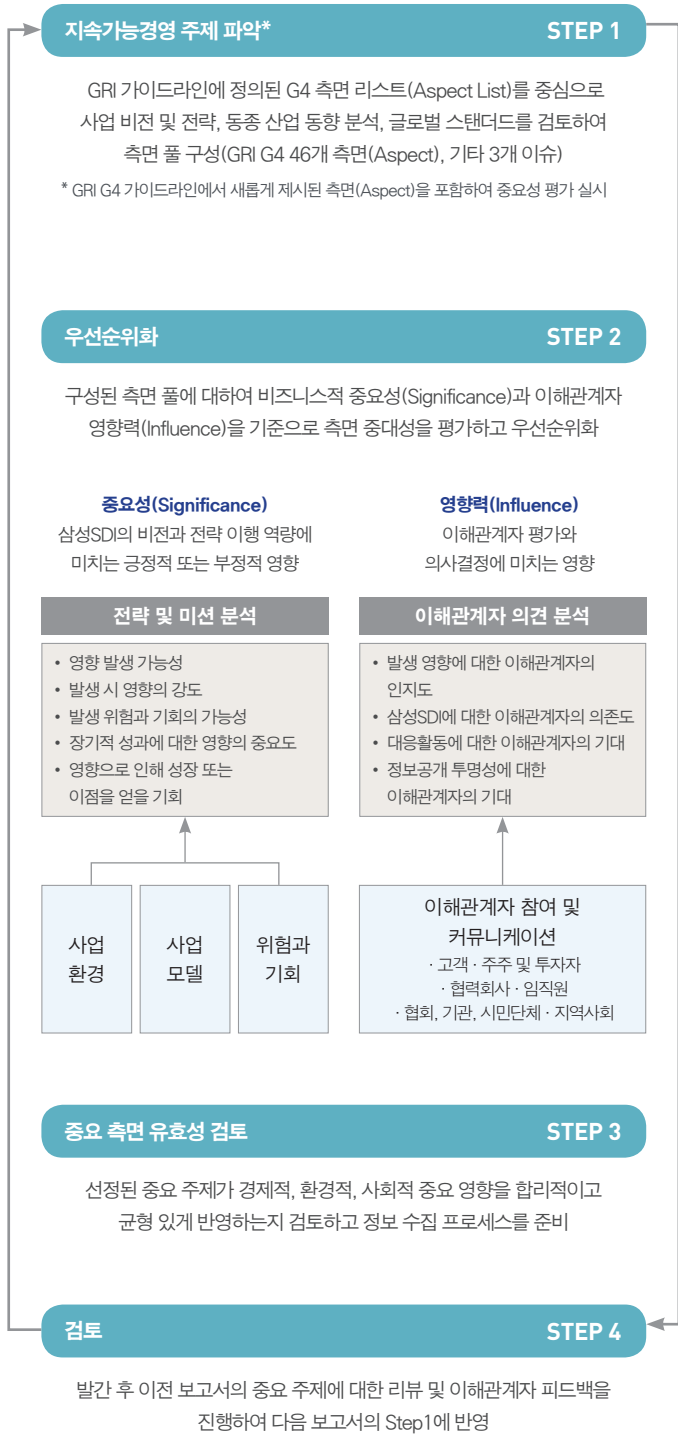 지속가능경영 주제 파악* STEP 1
GRI 가이드라인에 정의된 G4 측면 리스트(Aspect List)를 중심으로
사업 비전 및 전략, 동종 산업 동향 분석, 글로벌 스탠더드를 검토하여
측면 풀 구성(GRI G4 46개 측면(Aspect), 기타 3개 이슈)
* GRI G4 가이드라인에서 새롭게 제시된 측면(Aspect)을 포함하여 중요성 평가 실시
우선순위화 STEP 2
구성된 측면 풀에 대하여 비즈니스적 중요성(Significance)과 이해관계자
영향력(Influence)을 기준으로 측면 중대성을 평가하고 우선순위화
중요성(Significance)
삼성SDI의 비전과 전략 이행 역량에
미치는 긍정적 또는 부정적 영향
전략 및 미션 분석
• 영향 발생 가능성
• 발생 시 영향의 강도
• 발생 위험과 기회의 가능성
• 장기적 성과에 대한 영향의 중요도
• 영향으로 인해 성장 또는
이점을 얻을 기회
사업
환경
사업
모델
위험과
기회
영향력(Influence)
이해관계자 평가와
의사결정에 미치는 영향
이해관계자 의견 분석
• 발생 영향에 대한 이해관계자의
인지도
• 삼성SDI에 대한 이해관계자의 의존도
• 대응활동에 대한 이해관계자의 기대
• 정보공개 투명성에 대한
이해관계자의 기대
이해관계자 참여 및
커뮤니케이션
· 고객 · 주주 및 투자자
· 협력회사 · 임직원
· 협회, 기관, 시민단체 · 지역사회
중요 측면 유효성 검토 STEP 3
선정된 중요 주제가 경제적, 환경적, 사회적 중요 영향을 합리적이고
균형 있게 반영하는지 검토하고 정보 수집 프로세스를 준비
검토 STEP 4
발간 후 이전 보고서의 중요 주제에 대한 리뷰 및 이해관계자 피드백을
진행하여 다음 보고서의 Step1에 반영